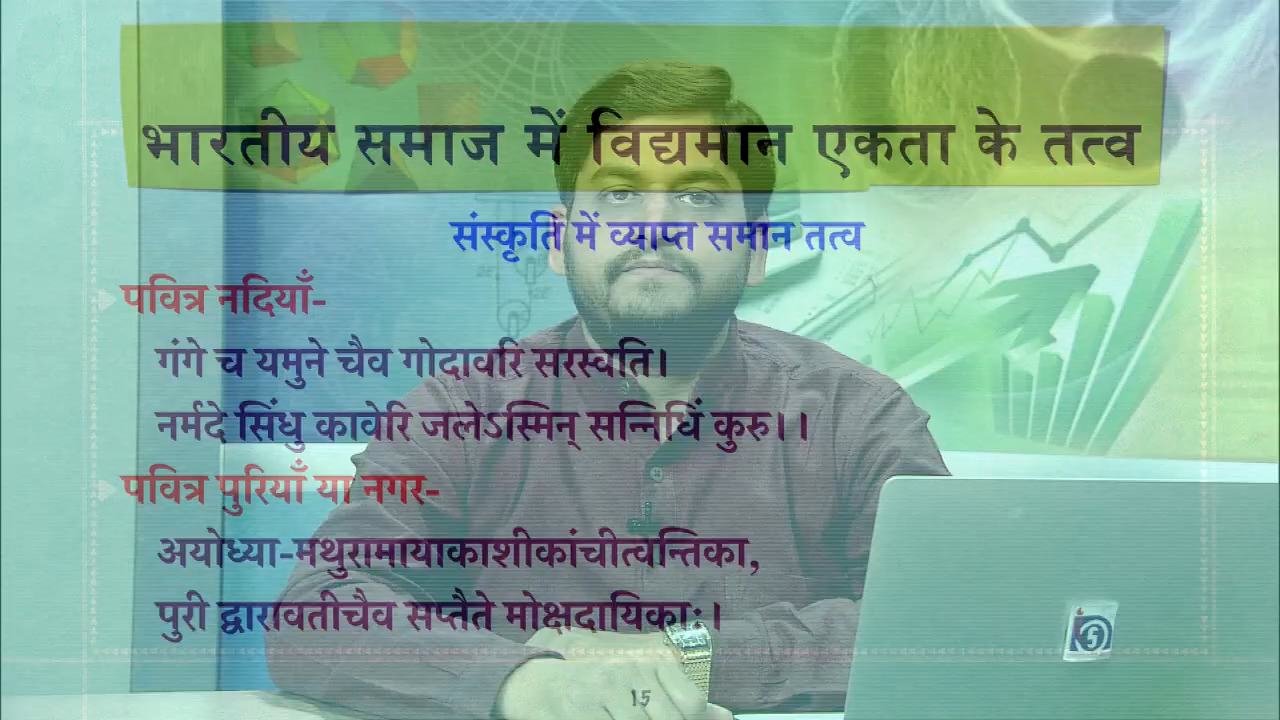 भारतीय समाज में विद्यमान एकता के तत्व
संस्कृति में व्याप्त समान तत्व
पवित्र नदियाँ-
गंगे च यमुने चैव गोदावरि सरस्वति।
नर्मदे सिंधु कावेरि जलेऽस्मिन् सन्निधिं कुरु।।
पवित्र पुरियाँ या नगर-
अयोध्या-मथुरामायाकाशीकांचीत्वन्तिका,
पुरी द्वारावतीचैव सप्तैते मोक्षदायिकाः।
15